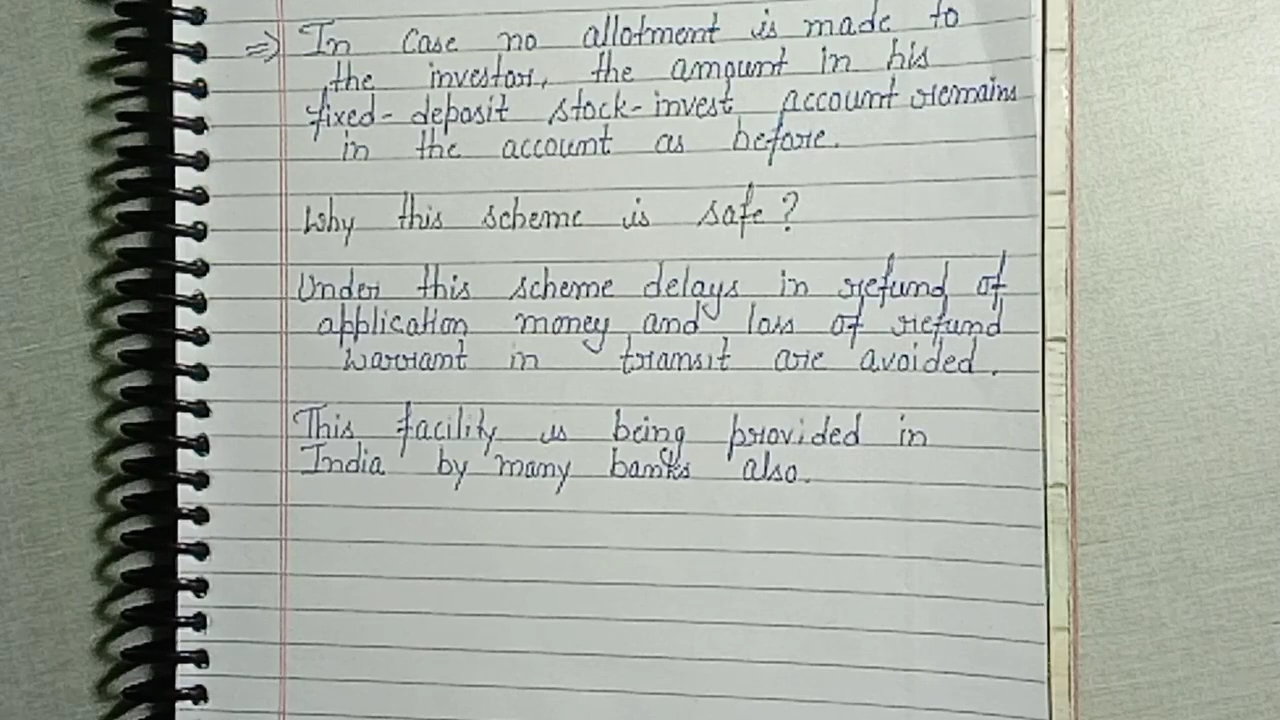 ⇒ In case no allotment is made to
the investor, the amount in his
fixed-deposit stock-invest account remains
in the account as before.
Why this scheme is safe?
Under this scheme delays in refund of
application money and loss of refund
warrant in transit are avoided.
This facility is being provided in
India by many banks also.